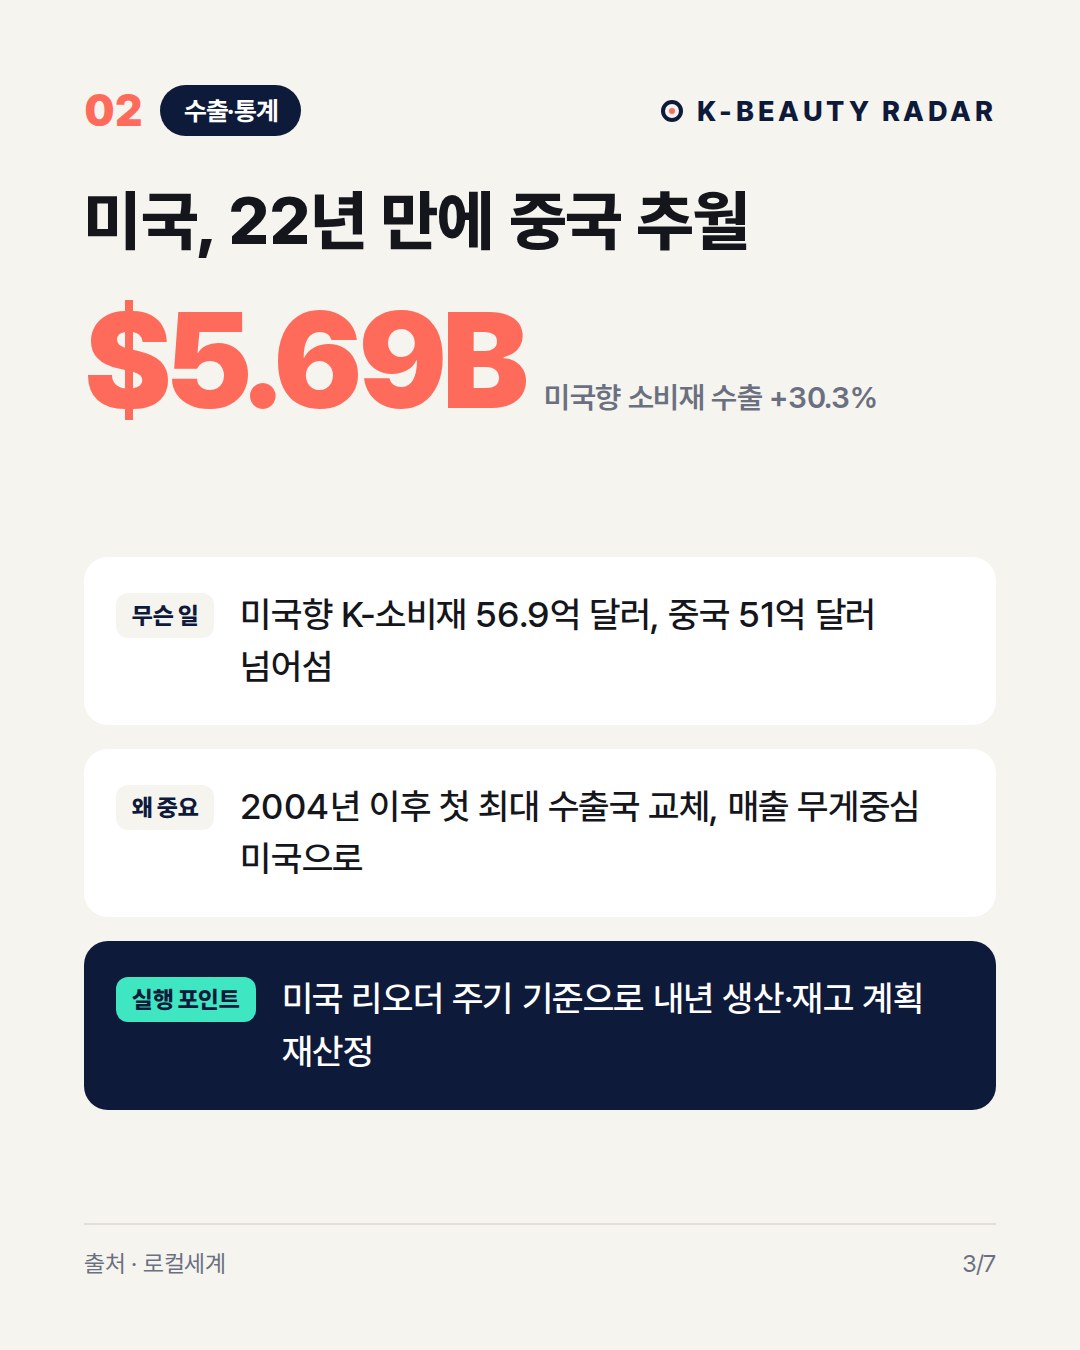 02 수출·통계 K-BEAUTY RADAR
미국, 22년 만에 중국 추월
$5.69B 미국향 소비재 수출 +30.3%
무슨 일 미국향 K-소비재 56.9억 달러, 중국 51억 달러
넘어섬
왜 중요 2004년 이후 첫 최대 수출국 교체, 매출 무게중심
미국으로
실행 포인트 미국 리오더 주기 기준으로 내년 생산·재고 계획
재산정
출처 · 로컬세계 3/7